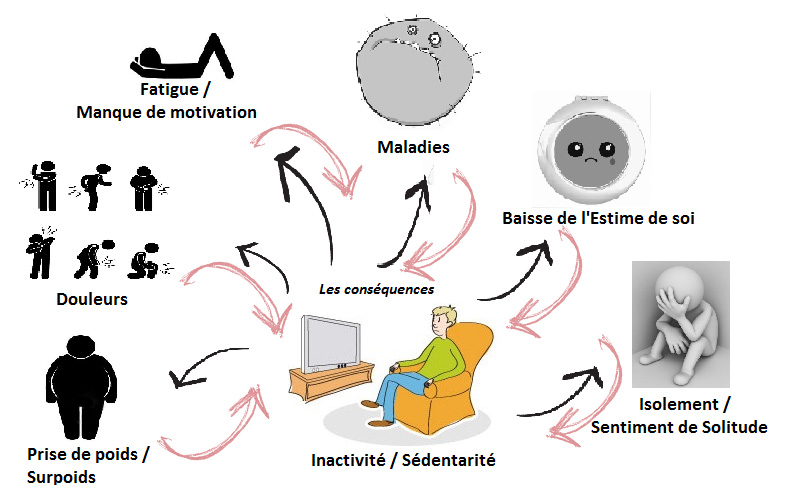 Fatigue /
Manque de motivation
Maladies
Baisse de l'Estime de soi
Douleurs
Les conséquences
Isolement /
Sentiment de Solitude
Prise de poids /
Surpoids
Inactivité / Sédentarité